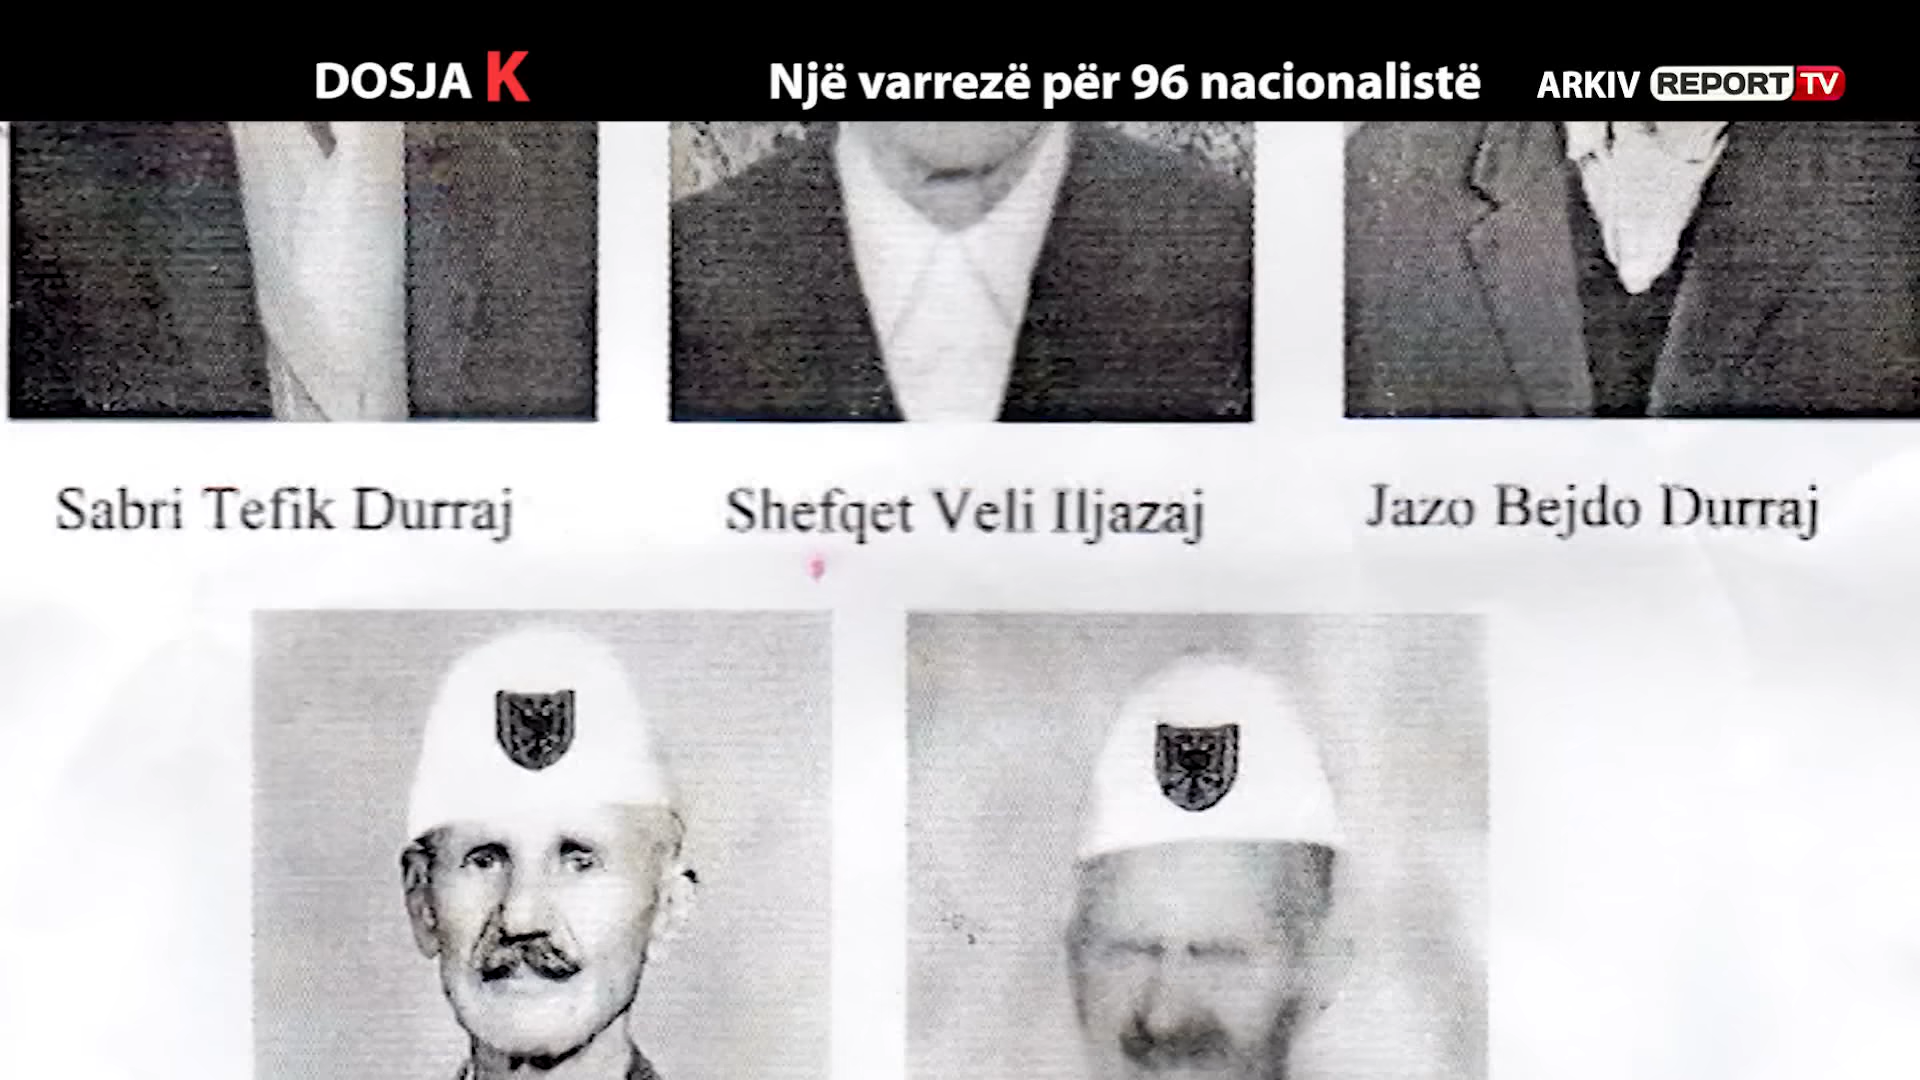 DOSJA K
Një varrezë për 96 nacionalistë
ARKIV REPORT TV
Sabri Tefik Durraj
Shefqet Veli Iljazaj
Jazo Bejdo Durraj